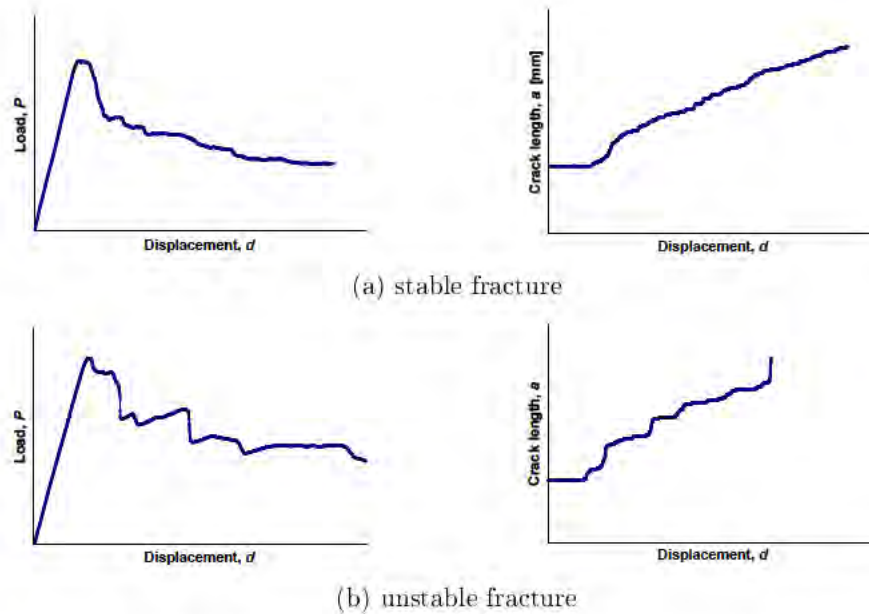 Load, P
Displacement, d
Crack length, a [mm]
Displacement, d
(a) stable fracture
Load, P
Displacement, d
Crack length, a
Displacement, d
(b) unstable fracture